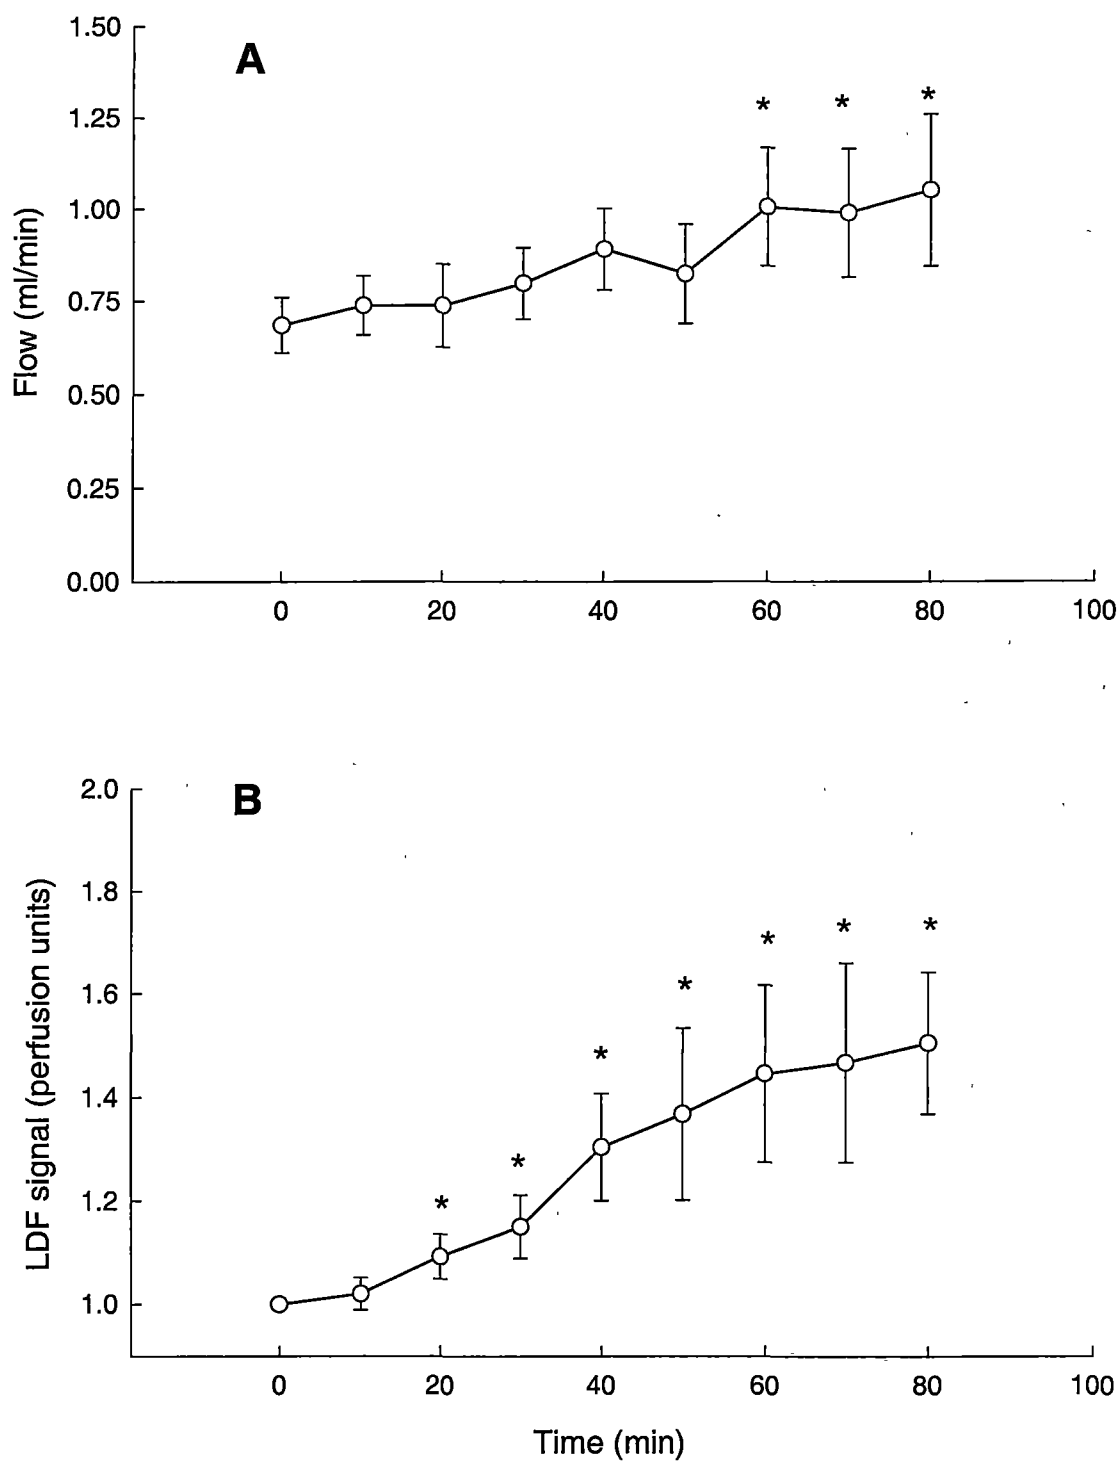 A
Flow (ml/min)
1.50
1.25
1.00
0.75
0.50
0.25
0.00
* * *
0 20 40 60 80 100
B
LDF signal (perfusion units)
2.0
1.8
1.6
1.4
1.2
1.0
* * * * * * *
0 20 40 60 80 100
Time (min)